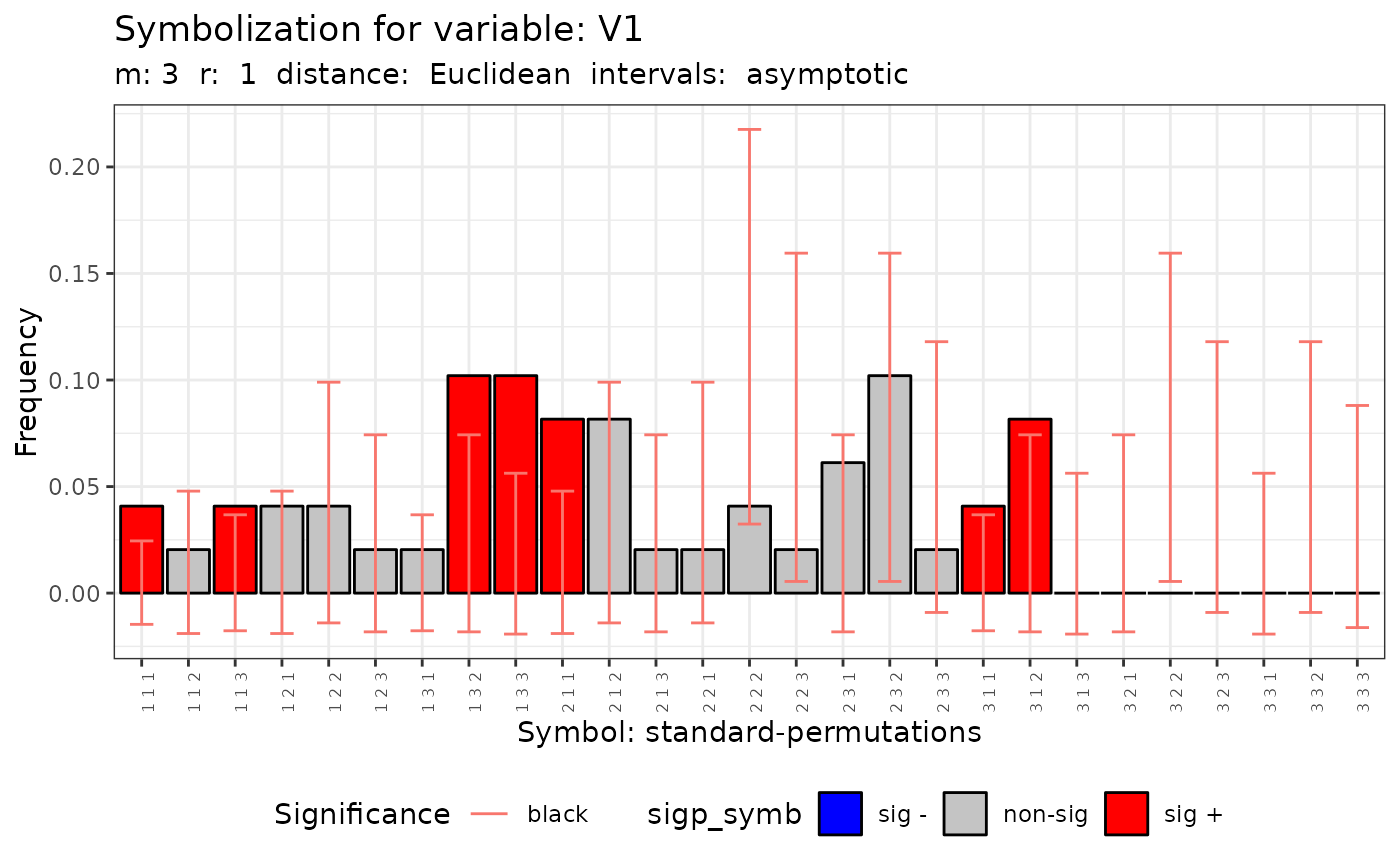 Symbolization for variable: V1
m: 3 r: 1 distance: Euclidean intervals: asymptotic
Frequency
0.20
0.15
0.10
0.05
0.00
1 1 1
1 1 2
1 1 3
1 2 1
1 2 2
1 2 3
1 3 1
1 3 2
1 3 3
2 1 1
2 1 2
2 1 3
2 2 1
2 2 2
2 2 3
2 3 1
2 3 2
2 3 3
3 1 1
3 1 2
3 1 3
3 2 1
3 2 2
3 2 3
3 3 1
3 3 2
3 3 3
Symbol: standard-permutations
Significance black sigp_symb sig - non-sig sig +